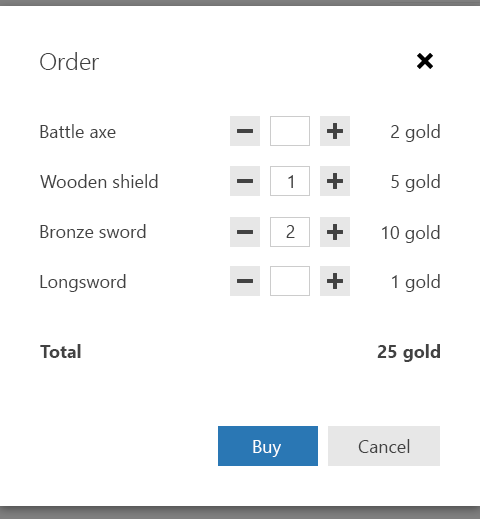 Order
Battle axe 2 gold
Wooden shield 1 5 gold
Bronze sword 2 10 gold
Longsword 1 gold
Total 25 gold
Buy Cancel